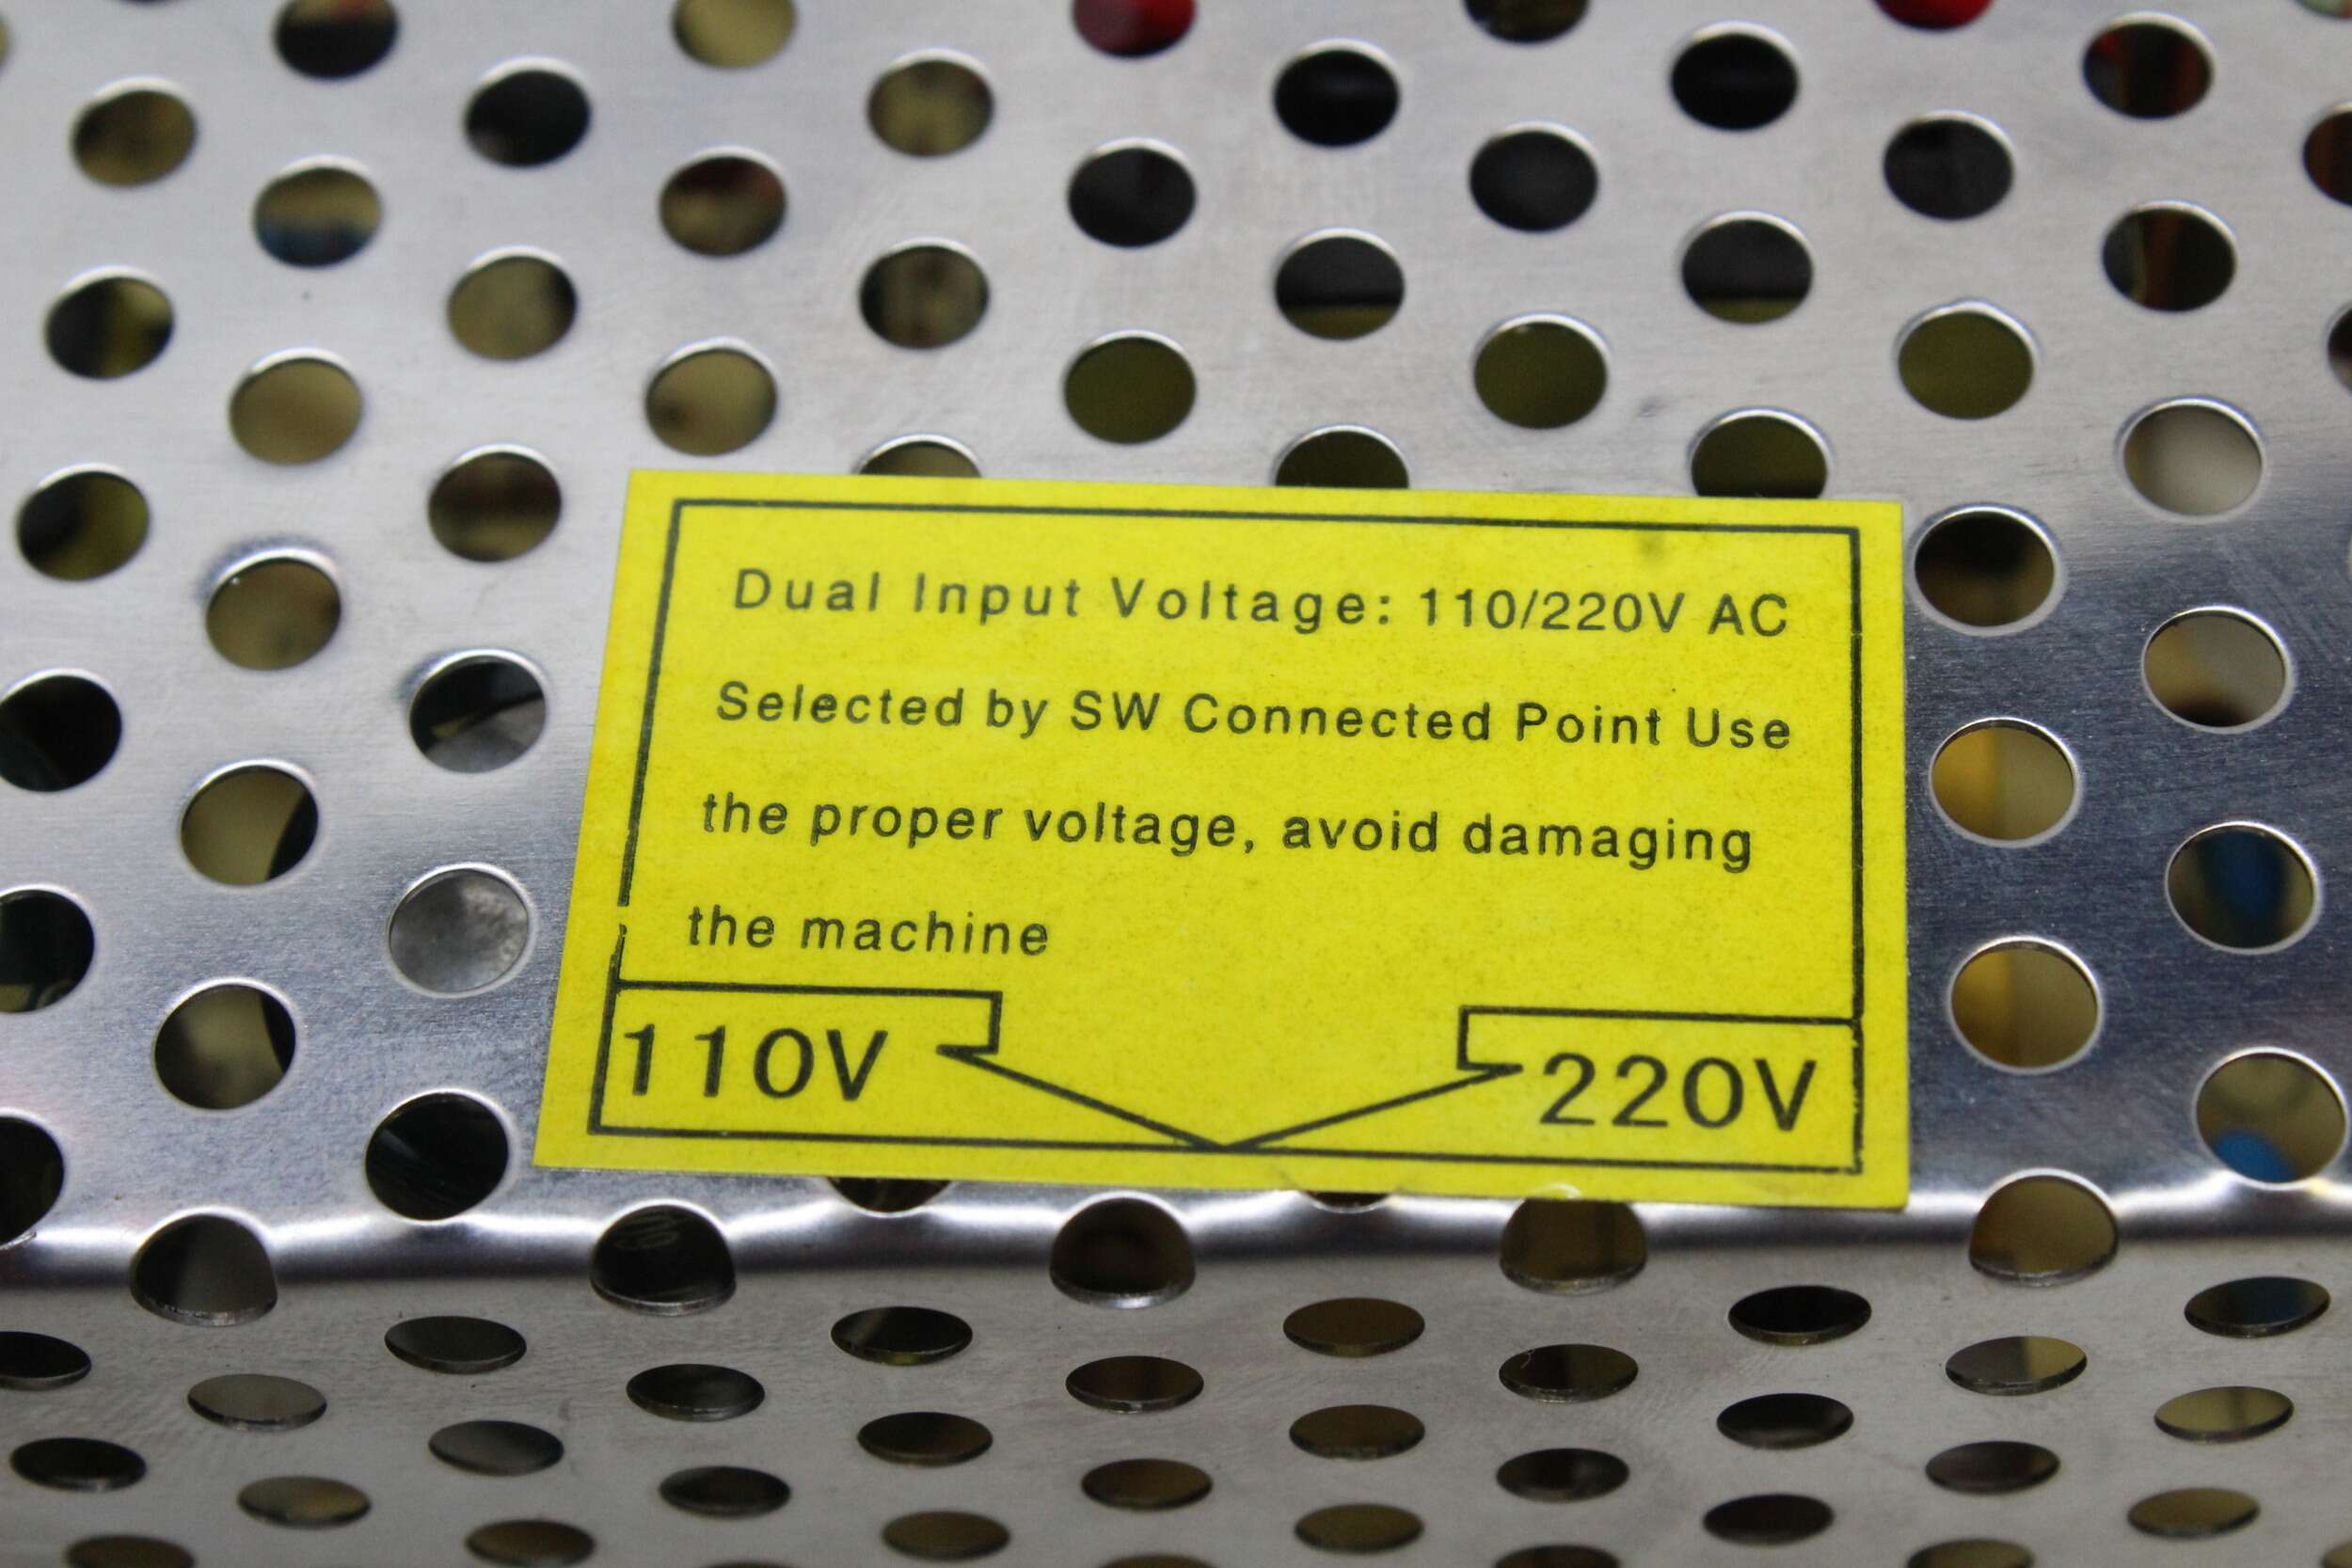 Dual Input Voltage: 110/220V AC
Selected by SW Connected Point Use
the proper voltage, avoid damaging
the machine
110V 220V